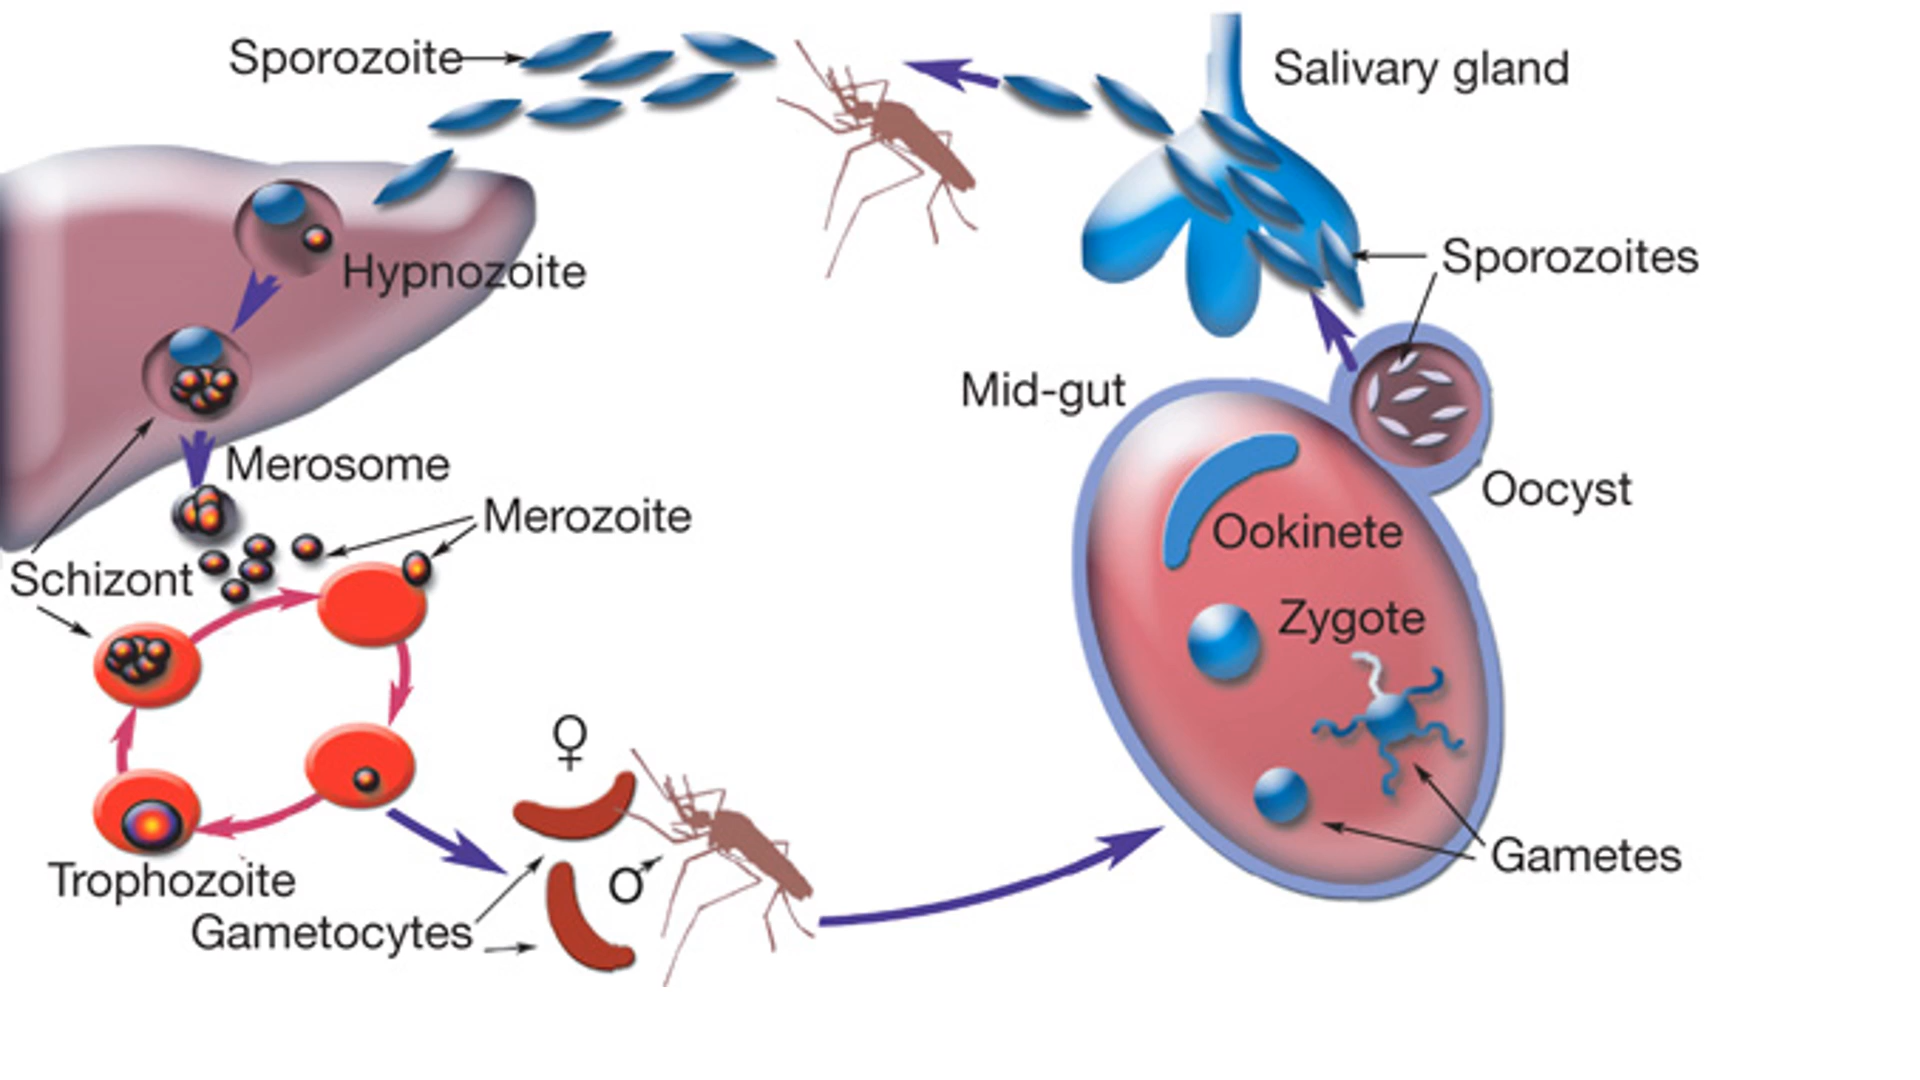 Sporozoite
Salivary gland
Hypnozoite
Sporozoites
Mid-gut
Merosome
Merozoite
Oocyst
Ookinete
Schizont
Zygote
♀
Gametes
Trophozoite
♂
Gametocytes